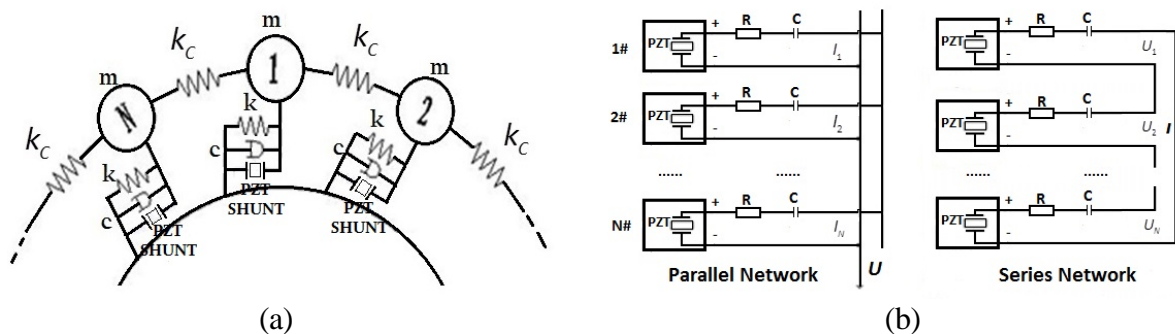 m
k_C
k_C
m
1
m
N
2
k_C
k
k
k_C
k
c
c
c
PZT
SHUNT
PZT
SHUNT
PZT
SHUNT
(a)
1#
PZT
+
-
R
C
I_1
2#
PZT
+
-
R
C
I_2
......
......
N#
PZT
+
-
R
C
I_N
U
Parallel Network
PZT
+
-
R
C
U_1
PZT
+
-
R
C
U_2
I
......
......
PZT
+
-
R
C
U_N
Series Network
(b)